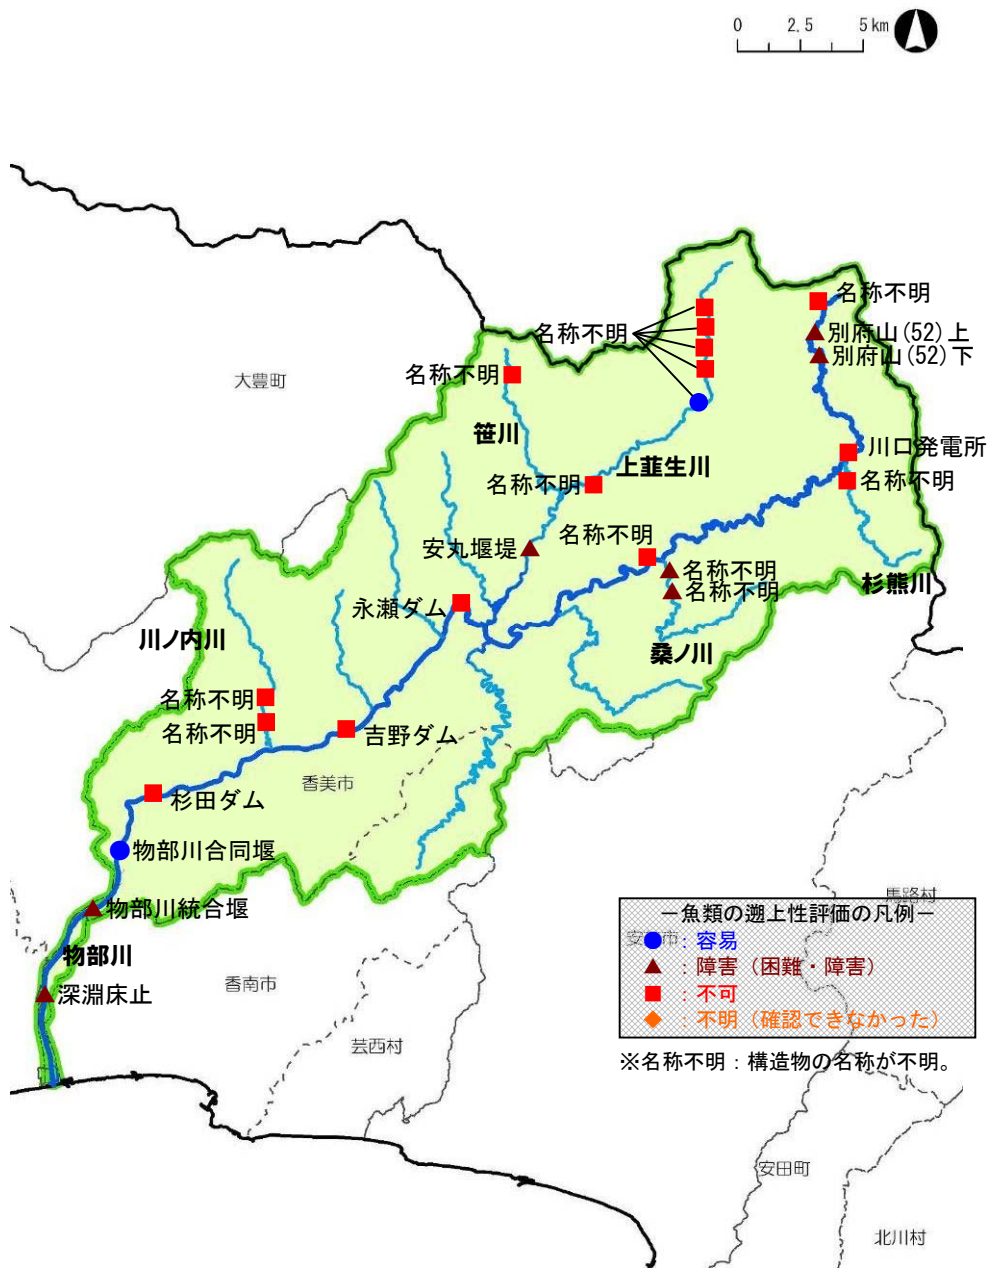 0 2.5 5km
名称不明
別府山(52)上
別府山(52)下
名称不明
大豊町
名称不明
笹川
川口発電所
上韮生川
名称不明
名称不明
名称不明
安丸堰堤
名称不明
名称不明
杉熊川
永瀬ダム
川ノ内川
桑ノ川
名称不明
名称不明
吉野ダム
香美市
杉田ダム
物部川合同堰
馬路村
物部川統合堰
物部川
香南市
深淵床止
芸西村
－魚類の遡上性評価の凡例－
：容易
：障害（困難・障害）
：不可
：不明（確認できなかった）
※名称不明：構造物の名称が不明。
安田町
北川村